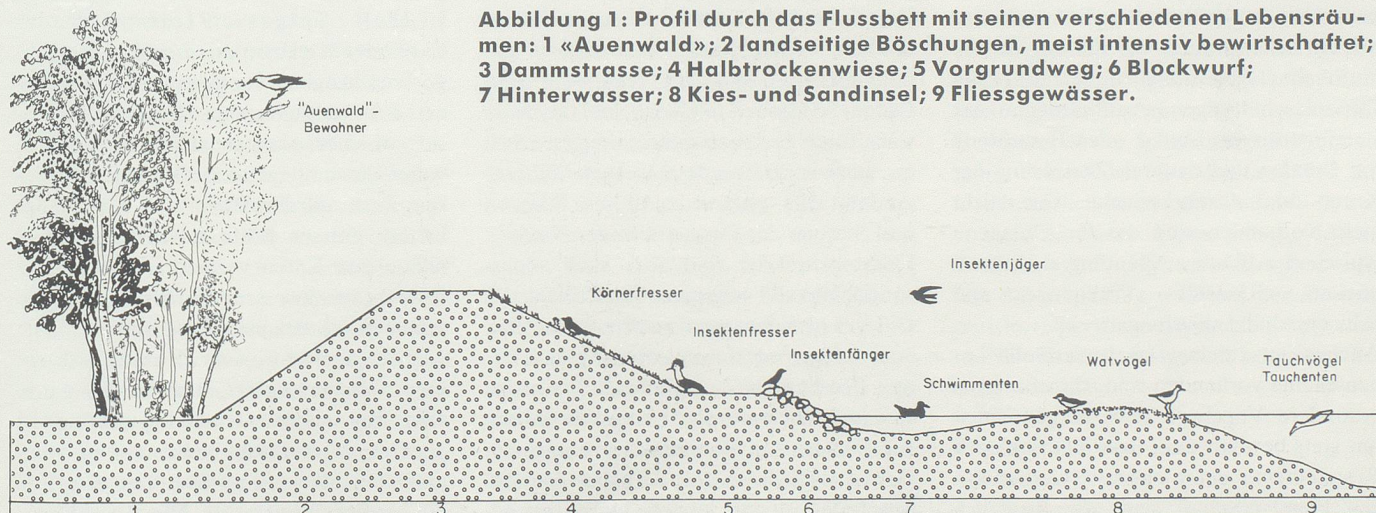 Abbildung 1: Profil durch das Flussbett mit seinen verschiedenen Lebensräu-
men: 1 «Auenwald»; 2 landseitige Böschungen, meist intensiv bewirtschaftet;
3 Dammstrasse; 4 Halbtrockenwiese; 5 Vorgrundweg; 6 Blockwurf;
7 Hinterwasser; 8 Kies- und Sandinsel; 9 Fliessgewässer.
"Auenwald"-
Bewohner
Insektenjäger
Körnerfresser
Insektenfresser
Insektenfänger
Schwimmenten
Watvögel
Tauchvögel
Tauchenten
1 2 3 4 5 6 7 8 9